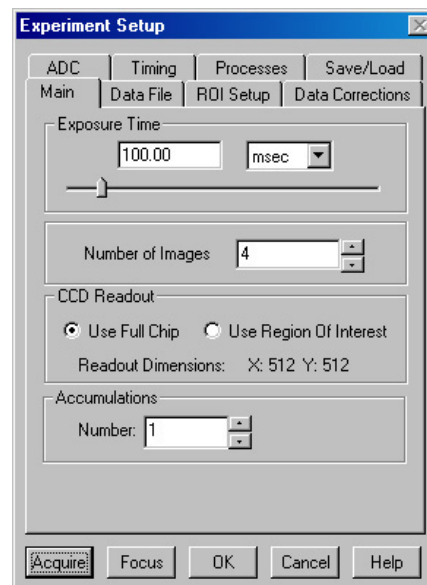 Experiment Setup
ADC Timing Processes Save/Load
Main Data File ROI Setup Data Corrections
Exposure Time
100.00 msec
Number of Images 4
CCD Readout
Use Full Chip Use Region Of Interest
Readout Dimensions: X: 512 Y: 512
Accumulations
Number: 1
Acquire Focus OK Cancel Help